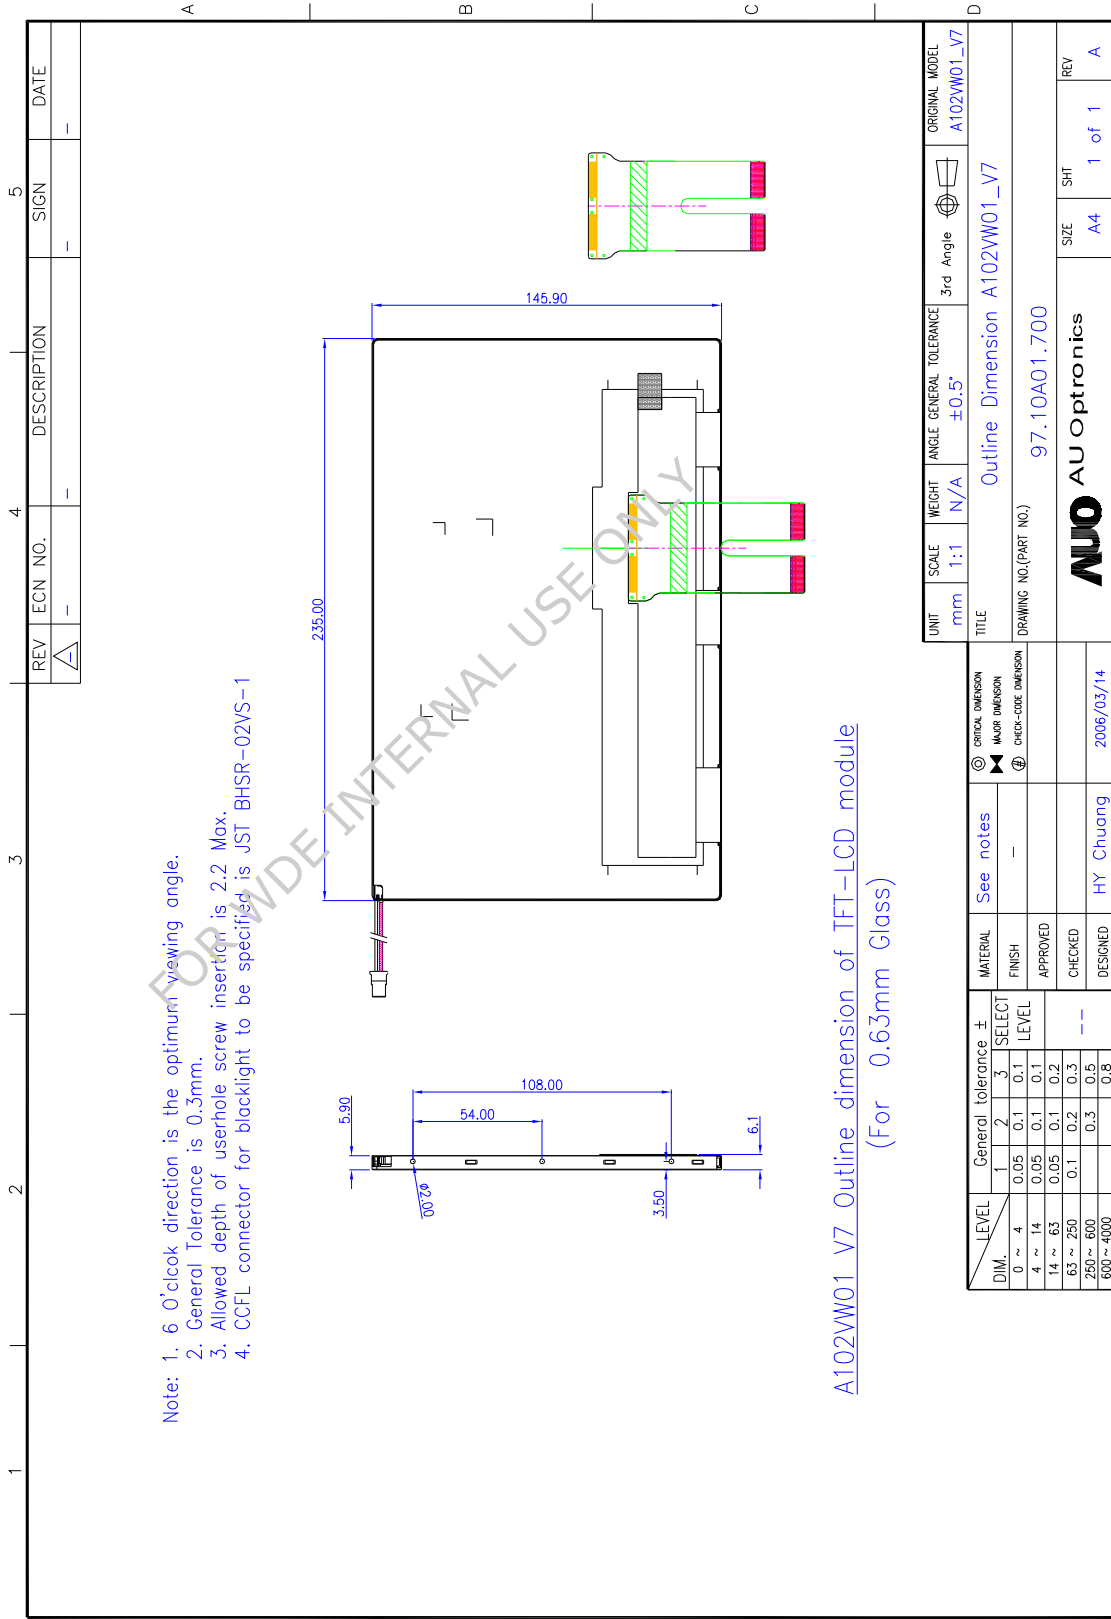 1
2
3
4
5
A
B
C
D
REV
ECN NO.
DESCRIPTION
SIGN
DATE
-
-
-
-
-
Note: 1. 6 O'clcok direction is the optimum viewing angle.
2. General Tolerance is 0.3mm.
3. Allowed depth of userhole screw insertion is 2.2 Max.
4. CCFL connector for backlight to be specified is JST BHSR-02VS-1
FOR WDE INTERNAL USE ONLY
235.00
145.90
5.90
108.00
54.00
ø2.00
3.50
6.1
A102VW01 V7 Outline dimension of TFT-LCD module
(For 0.63mm Glass)
LEVEL
DIM.
General tolerance ±
1 2 3
SELECT
LEVEL
0 ~ 4 0.05 0.1 0.1
4 ~ 14 0.05 0.1 0.1
14 ~ 63 0.05 0.1 0.2
63 ~ 250 0.1 0.2 0.3
250 ~ 600 0.3 0.5
600 ~ 4000 0.8
--
MATERIAL See notes
FINISH -
APPROVED
CHECKED
DESIGNED HY Chuang 2006/03/14
CRITICAL DIMENSION
MAJOR DIMENSION
CHECK-CODE DIMENSION
UNIT
mm
SCALE
1:1
WEIGHT
N/A
ANGLE GENERAL TOLERANCE
±0.5°
3rd Angle
ORIGINAL MODEL
A102VW01_V7
TITLE
Outline Dimension A102VW01_V7
DRAWING NO.(PART NO.)
97.10A01.700
AUO AU Optronics
SIZE
A4
SHT
1 of 1
REV
A